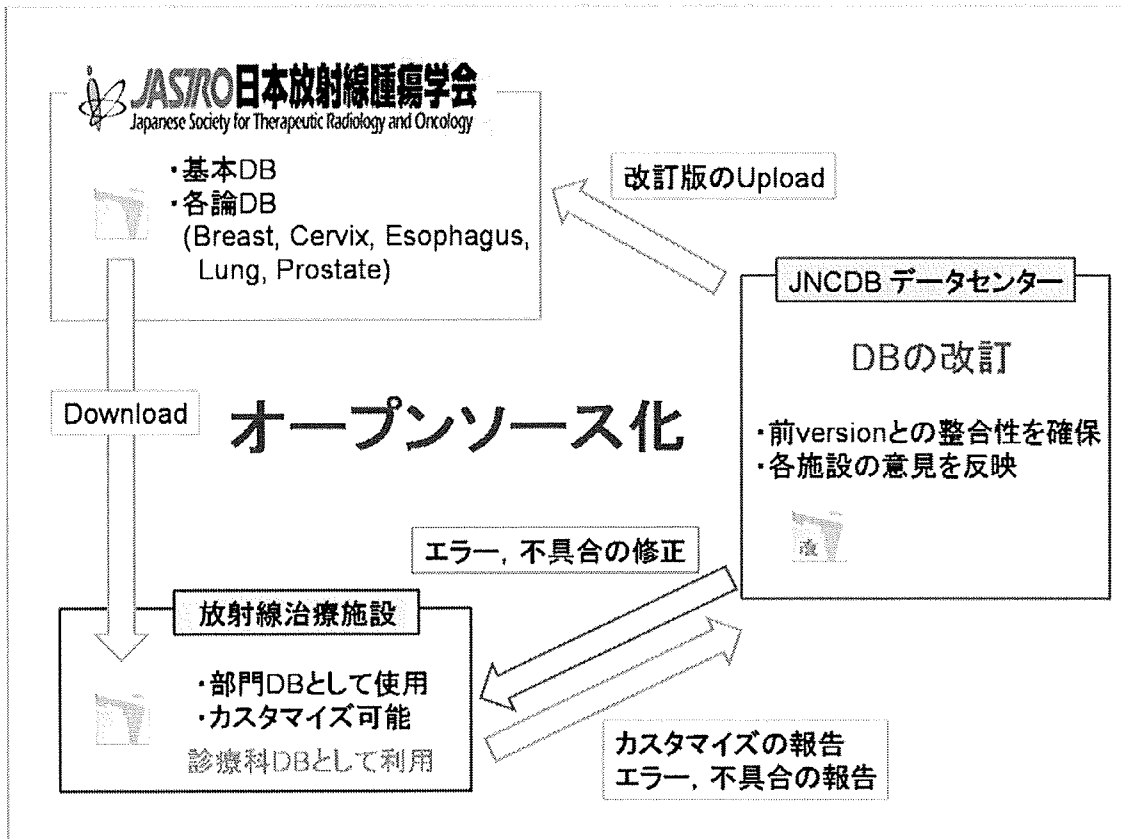 JASTRO日本放射線腫瘍学会
Japanese Society for Therapeutic Radiology and Oncology
・基本DB
・各論DB
(Breast, Cervix, Esophagus,
Lung, Prostate)
改訂版のUpload
JNCDB データセンター
DBの改訂
・前versionとの整合性を確保
・各施設の意見を反映
改
Download
オープンソース化
エラー，不具合の修正
放射線治療施設
・部門DBとして使用
・カスタマイズ可能
診療科DBとして利用
カスタマイズの報告
エラー，不具合の報告